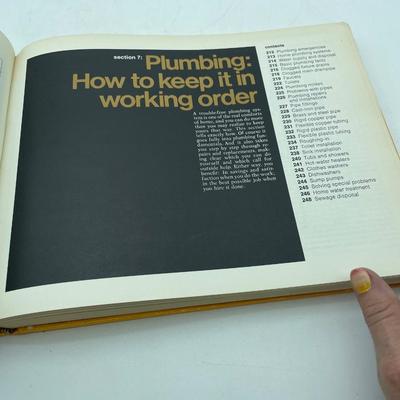 section 7: Plumbing:
How to keep it in
working order
A trouble-free plumbing sys-
tem is one of the real comforts
of home, and you can do more
than you may realize to keep
yours that way. This section
tells exactly how. Of course it
goes fully into plumbing fun-
damentals. And it also takes
you step by step through re-
pairs and replacements, mak-
ing clear which you can do
yourself and which call for
outside help. Either way, you
benefit: In savings and satis-
faction when you do the work,
in the best possible job when
you hire it done.
contents
212 Plumbing emergencies
213 Home plumbing systems
214 Water supply and disposal
215 Basic plumbing facts
216 Clogged fixture drains
218 Clogged main drainpipe
219 Faucets
222 Toilets
224 Plumbing noises
225 Problems with pipes
226 Plumbing repairs
and installations
227 Pipe fittings
228 Cast-iron pipe
229 Brass and steel pipe
230 Rigid copper pipe
231 Flexible copper tubing
232 Rigid plastic pipe
233 Flexible plastic tubing
234 Roughing-in
237 Toilet installation
238 Sink installation
240 Tubs and showers
241 Hot water heaters
242 Clothes washers
243 Dishwashers
244 Sump pumps
245 Solving special problems
246 Home water treatment
248 Sewage disposal